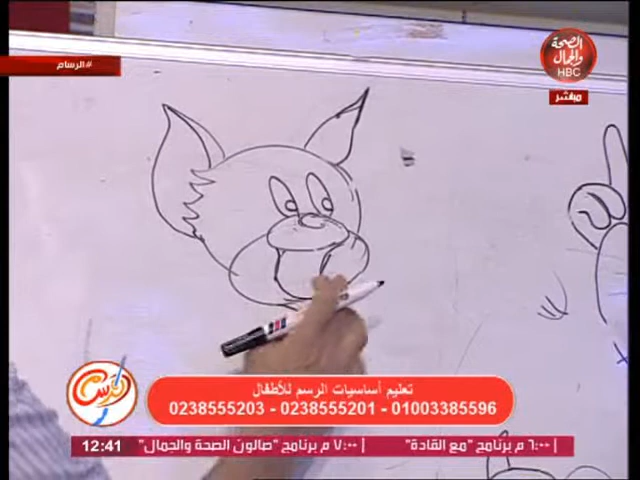 الصحة
والجمال
HBC
مباشر
#الرسام
تعليم أساسيات الرسم للأطفال
0238555203 - 0238555201 - 01003385596
12:41
٦:٠٠ م برنامج "مع القادة" | ٧:٠٠ م برنامج "صالون الصحة والجمال"